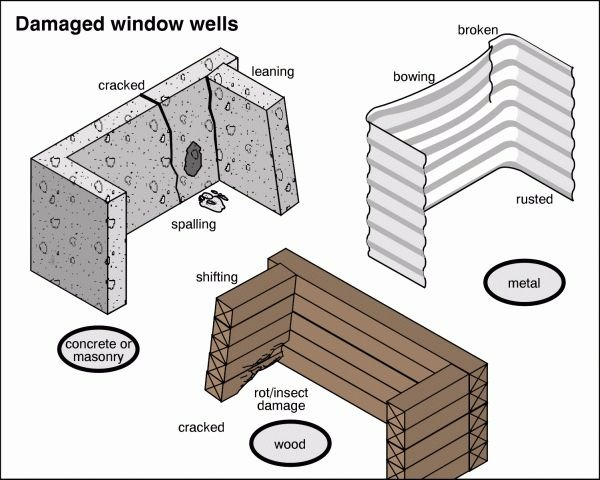 Damaged window wells
broken
cracked
leaning
bowing
spalling
rusted
shifting
metal
concrete or
masonry
rot/insect
damage
cracked
wood